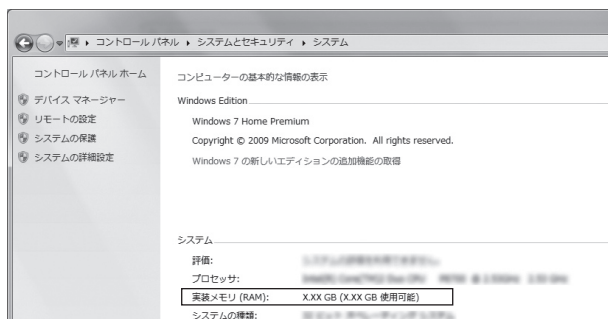 コントロール パネル ▸ システムとセキュリティ ▸ システム
コントロール パネル ホーム
デバイス マネージャー
リモートの設定
システムの保護
システムの詳細設定
コンピューターの基本的な情報の表示
Windows Edition
Windows 7 Home Premium
Copyright © 2009 Microsoft Corporation. All rights reserved.
Windows 7 の新しいエディションの追加機能の取得
システム
評価:
プロセッサ:
実装メモリ (RAM): X.XX GB (X.XX GB 使用可能)
システムの種類: